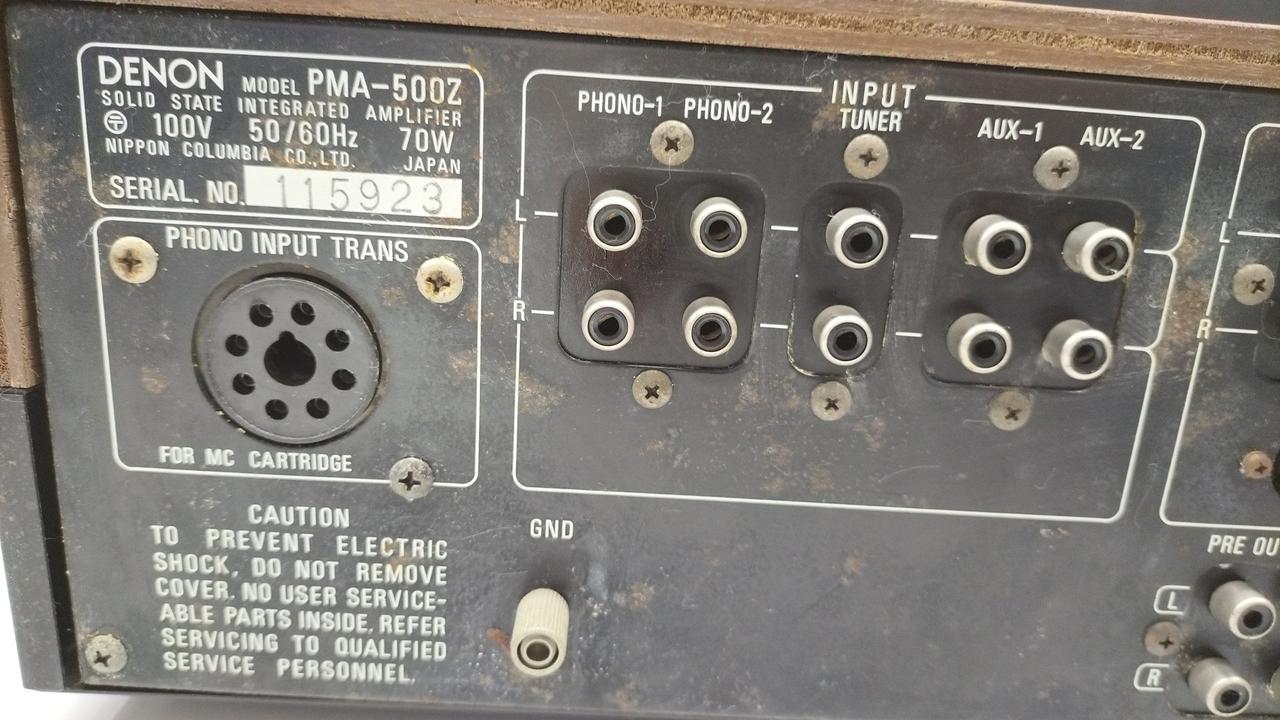 DENON MODEL PMA-500Z
SOLID STATE INTEGRATED AMPLIFIER
100V 50/60Hz 70W
NIPPON COLUMBIA CO.,LTD. JAPAN
SERIAL. NO. 115923
PHONO INPUT TRANS
FOR MC CARTRIDGE
CAUTION
TO PREVENT ELECTRIC
SHOCK, DO NOT REMOVE
COVER. NO USER SERVICE-
ABLE PARTS INSIDE. REFER
SERVICING TO QUALIFIED
SERVICE PERSONNEL.
INPUT
PHONO-1 PHONO-2 TUNER AUX-1 AUX-2
L
R
GND
L
R
PRE OU
L
R